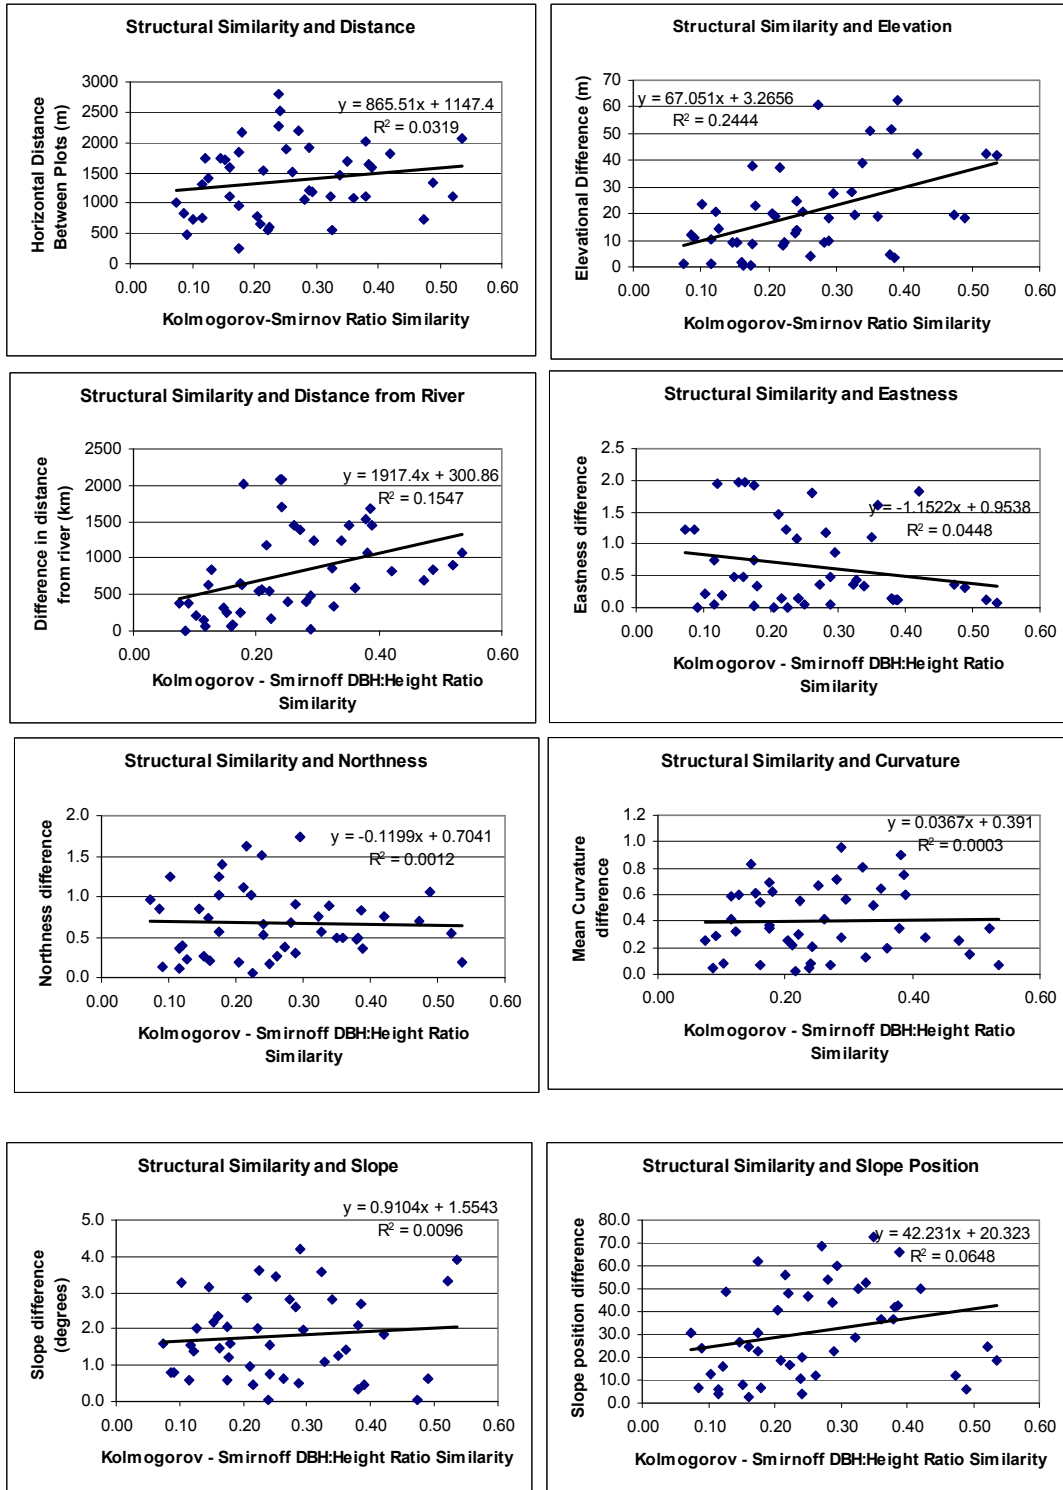 Structural Similarity and Distance
3000
2500
2000
1500
1000
500
0
y = 865.51x + 1147.4
R² = 0.0319
Horizontal Distance
Between Plots (m)
0.00 0.10 0.20 0.30 0.40 0.50 0.60
Kolmogorov-Smirnov Ratio Similarity
Structural Similarity and Elevation
70
60
50
40
30
20
10
0
y = 67.051x + 3.2656
R² = 0.2444
Elevational Difference (m)
0.00 0.10 0.20 0.30 0.40 0.50 0.60
Kolmogorov-Smirnov Ratio Similarity
Structural Similarity and Distance from River
2500
2000
1500
1000
500
0
y = 1917.4x + 300.86
R² = 0.1547
Difference in distance
from river (km)
0.00 0.20 0.40 0.60
Kolmogorov - Smirnoff DBH:Height Ratio
Similarity
Structural Similarity and Eastness
2.5
2.0
1.5
1.0
0.5
0.0
y = -1.1522x + 0.9538
R² = 0.0448
Eastness difference
0.00 0.10 0.20 0.30 0.40 0.50 0.60
Kolmogorov - Smirnoff DBH:Height Ratio
Similarity
Structural Similarity and Northness
2.0
1.5
1.0
0.5
0.0
y = -0.1199x + 0.7041
R² = 0.0012
Northness difference
0.00 0.10 0.20 0.30 0.40 0.50 0.60
Kolmogorov - Smirnoff DBH:Height Ratio
Similarity
Structural Similarity and Curvature
1.2
1.0
0.8
0.6
0.4
0.2
0.0
y = 0.0367x + 0.391
R² = 0.0003
Mean Curvature
difference
0.00 0.20 0.40 0.60
Kolmogorov - Smirnoff DBH:Height Ratio
Similarity
Structural Similarity and Slope
5.0
4.0
3.0
2.0
1.0
0.0
y = 0.9104x + 1.5543
R² = 0.0096
Slope difference
(degrees)
0.00 0.10 0.20 0.30 0.40 0.50 0.60
Kolmogorov - Smirnoff DBH:Height Ratio Similarity
Structural Similarity and Slope Position
80.0
70.0
60.0
50.0
40.0
30.0
20.0
10.0
0.0
y = 42.231x + 20.323
R² = 0.0648
Slope position difference
0.00 0.10 0.20 0.30 0.40 0.50 0.60
Kolmogorov - Smirnoff DBH:Height Ratio Similarity